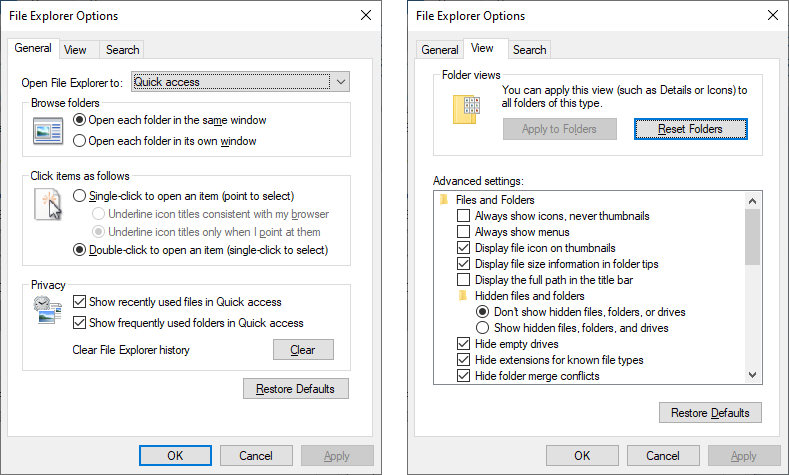 File Explorer Options
General View Search
Open File Explorer to: Quick access
Browse folders
Open each folder in the same window
Open each folder in its own window
Click items as follows
Single-click to open an item (point to select)
Underline icon titles consistent with my browser
Underline icon titles only when I point at them
Double-click to open an item (single-click to select)
Privacy
Show recently used files in Quick access
Show frequently used folders in Quick access
Clear File Explorer history Clear
Restore Defaults
OK Cancel Apply
File Explorer Options
General View Search
Folder views
You can apply this view (such as Details or Icons) to
all folders of this type.
Apply to Folders Reset Folders
Advanced settings:
Files and Folders
Always show icons, never thumbnails
Always show menus
Display file icon on thumbnails
Display file size information in folder tips
Display the full path in the title bar
Hidden files and folders
Don't show hidden files, folders, or drives
Show hidden files, folders, and drives
Hide empty drives
Hide extensions for known file types
Hide folder merge conflicts
Restore Defaults
OK Cancel Apply